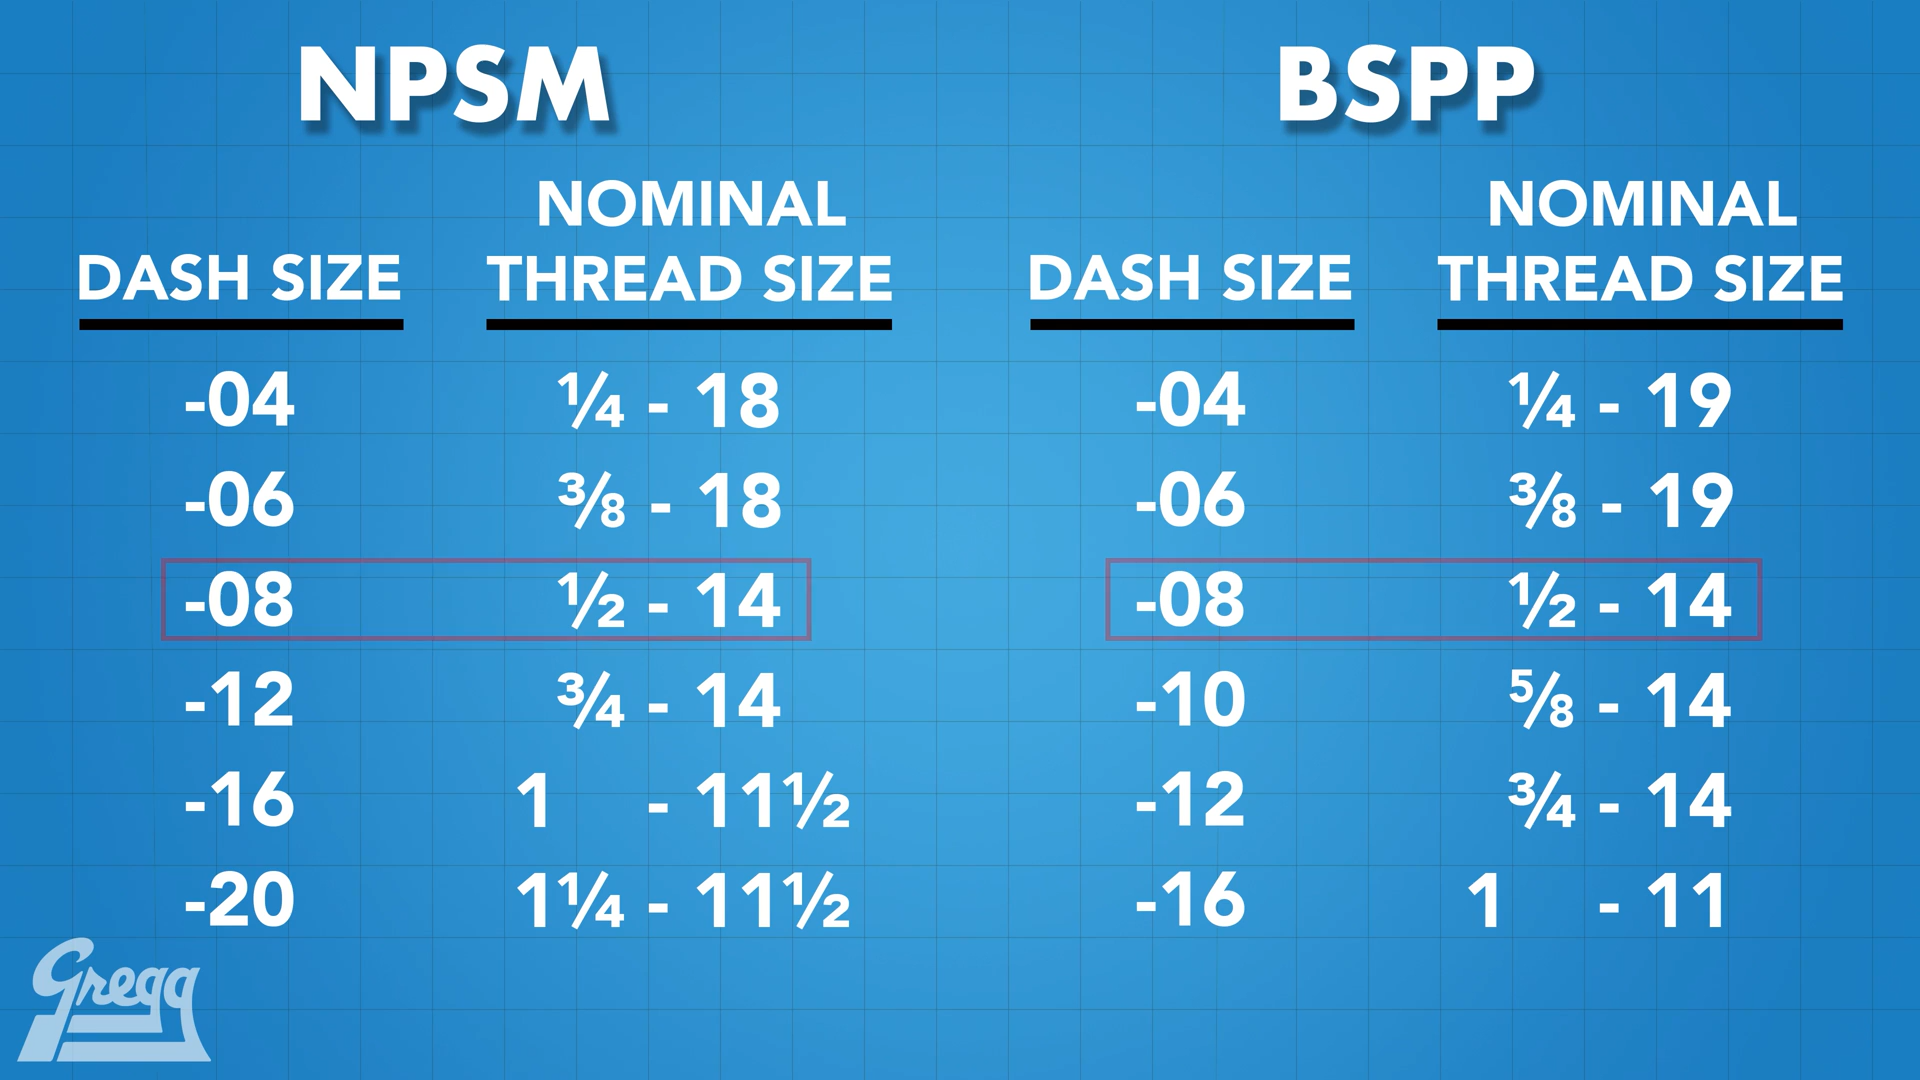 NPSM
NOMINAL
DASH SIZE THREAD SIZE
-04 ¼ - 18
-06 ⅜ - 18
-08 ½ - 14
-12 ¾ - 14
-16 1 - 11½
-20 1¼ - 11½
BSPP
NOMINAL
DASH SIZE THREAD SIZE
-04 ¼ - 19
-06 ⅜ - 19
-08 ½ - 14
-10 ⅝ - 14
-12 ¾ - 14
-16 1 - 11
Gregg